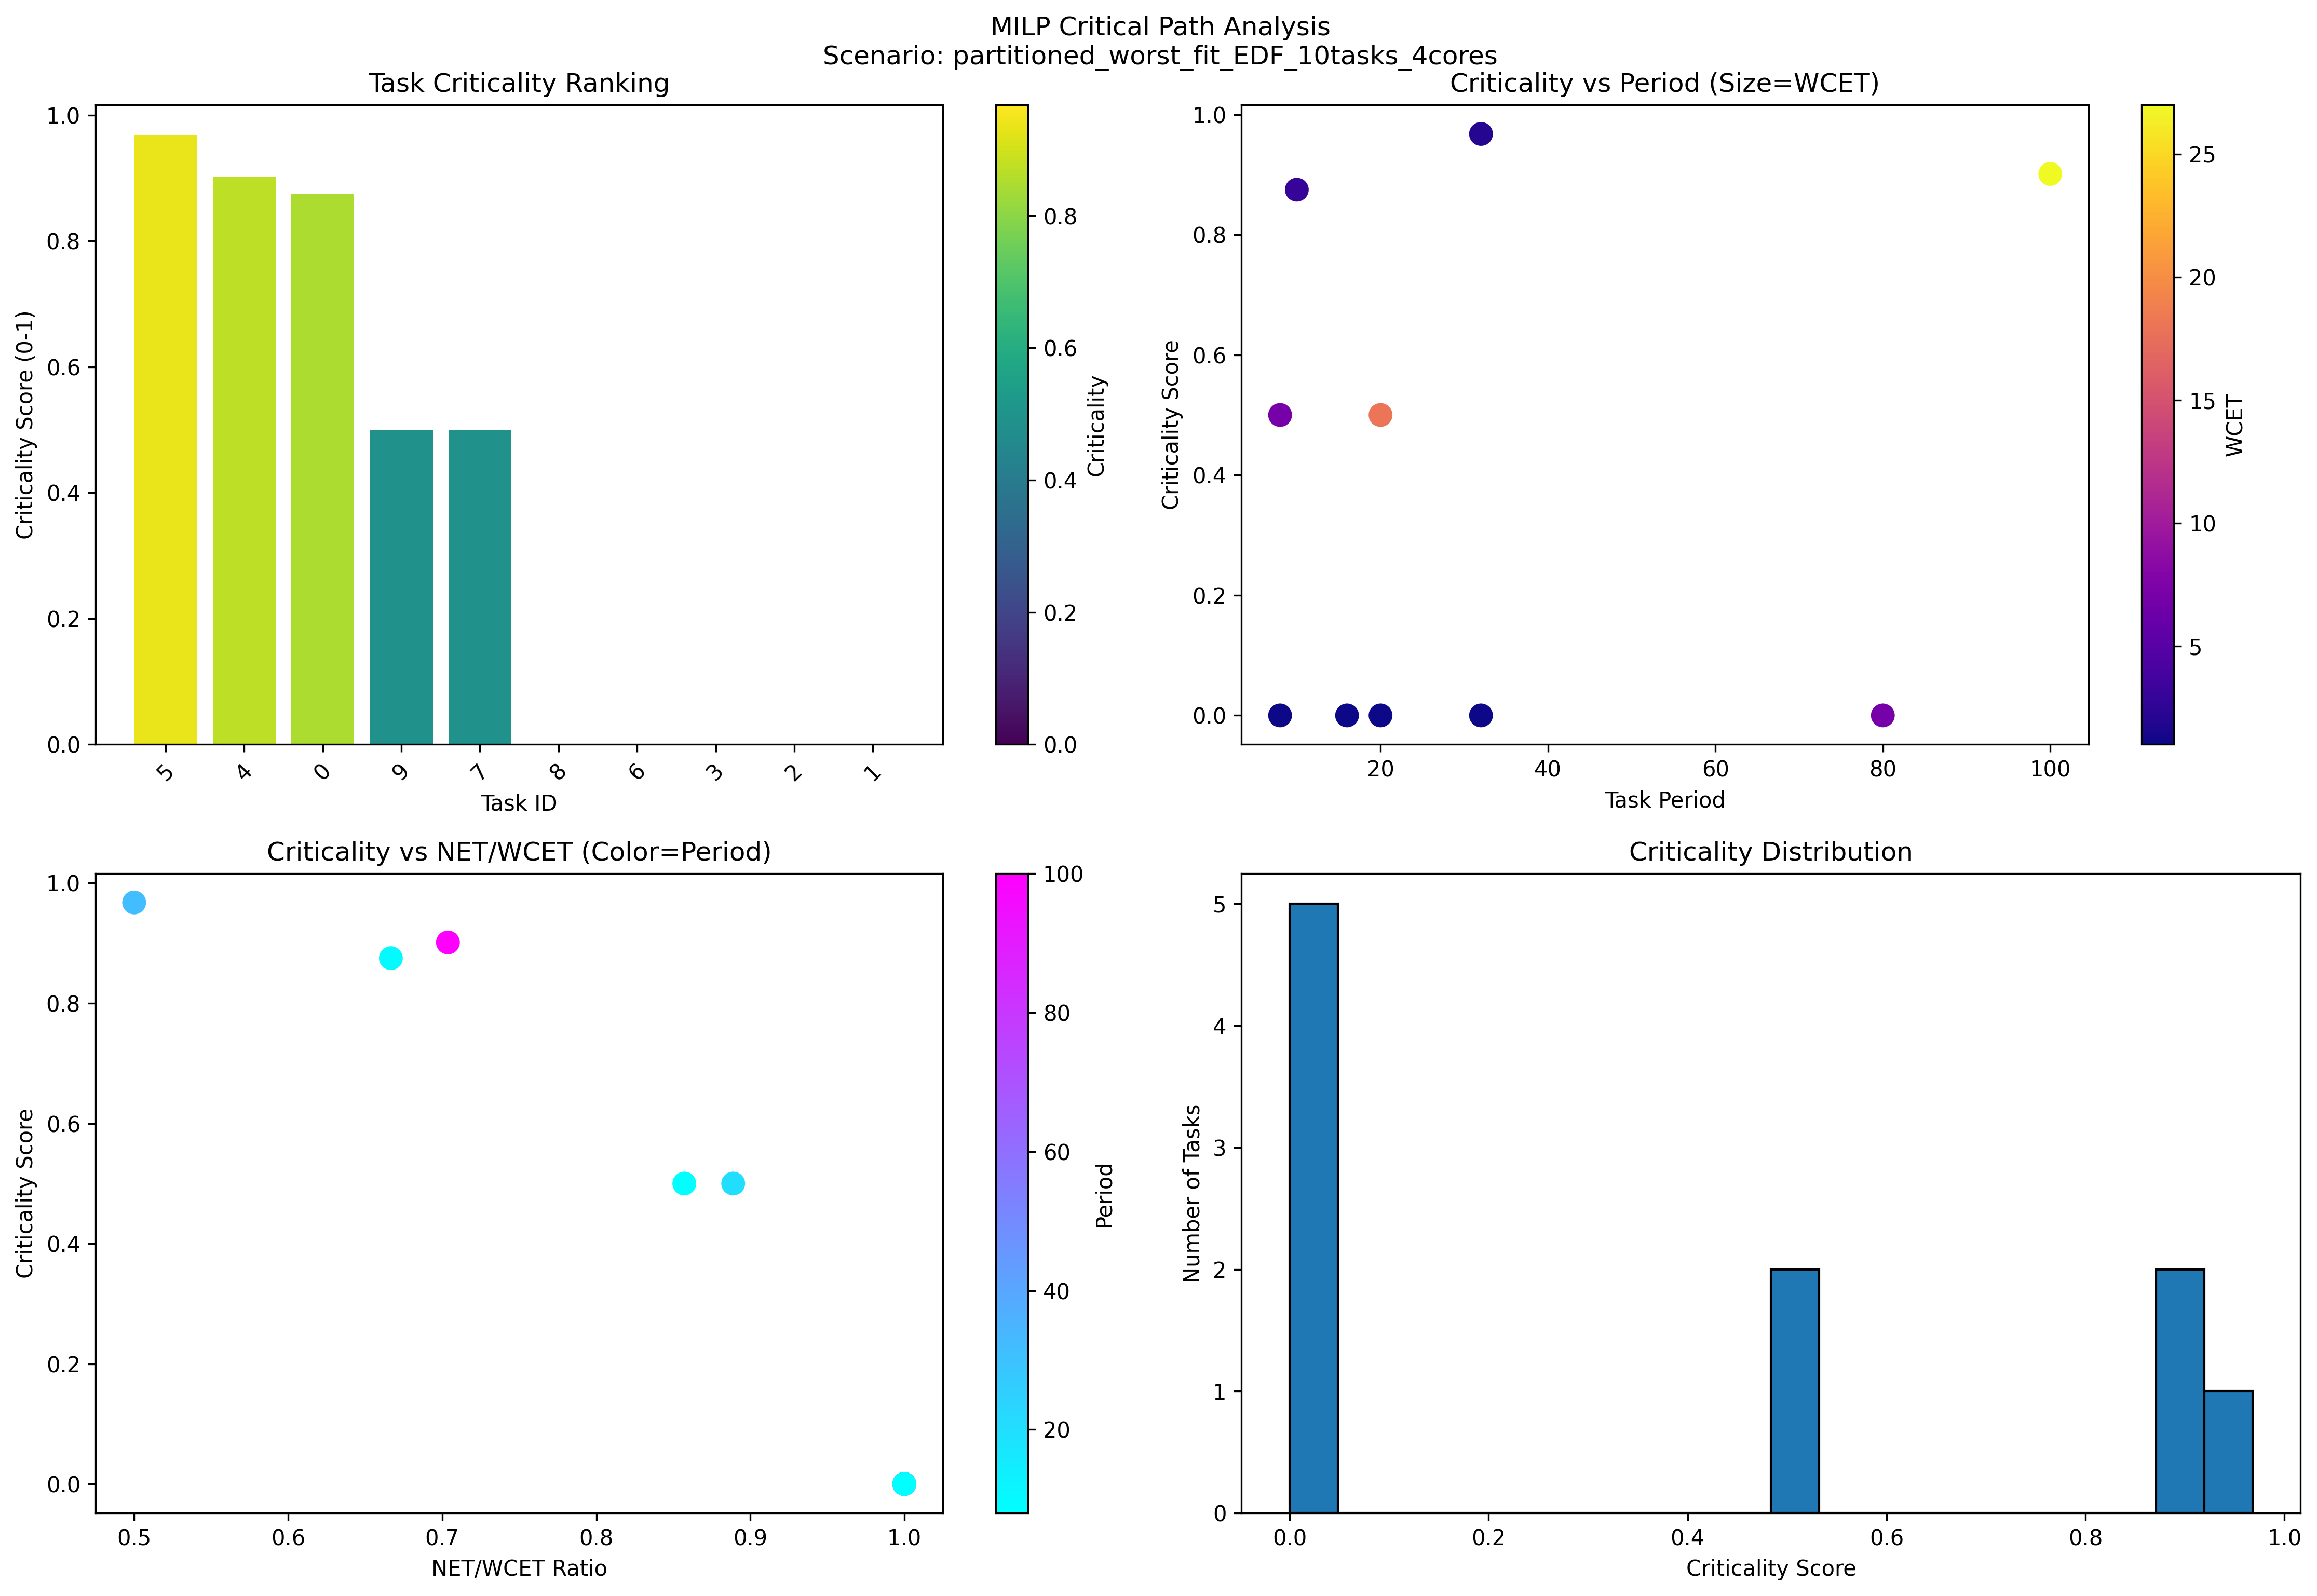 MILP Critical Path Analysis
Scenario: partitioned_worst_fit_EDF_10tasks_4cores
Task Criticality Ranking
1.0
0.8
0.6
0.4
0.2
0.0
Criticality Score (0-1)
5 4 0 9 7 8 6 3 2 1
Task ID
0.8
0.6
0.4
0.2
0.0
Criticality
Criticality vs Period (Size=WCET)
1.0
0.8
0.6
0.4
0.2
0.0
Criticality Score
20 40 60 80 100
Task Period
25
20
15
10
5
WCET
Criticality vs NET/WCET (Color=Period)
1.0
0.8
0.6
0.4
0.2
0.0
Criticality Score
0.5 0.6 0.7 0.8 0.9 1.0
NET/WCET Ratio
100
80
60
40
20
Period
Criticality Distribution
5
4
3
2
1
0
Number of Tasks
0.0 0.2 0.4 0.6 0.8 1.0
Criticality Score